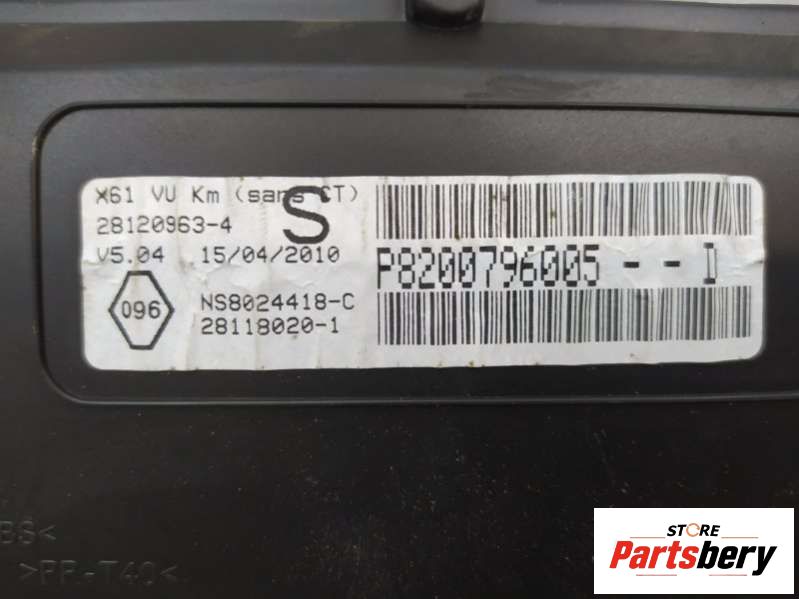 X61 VU Km (sans CT)
S
28120963-4
V5.04 15/04/2010
096
NS8024418-C
28118020-1
P8200796005--D
BS<
>PP-T40<
STORE
Partsbery